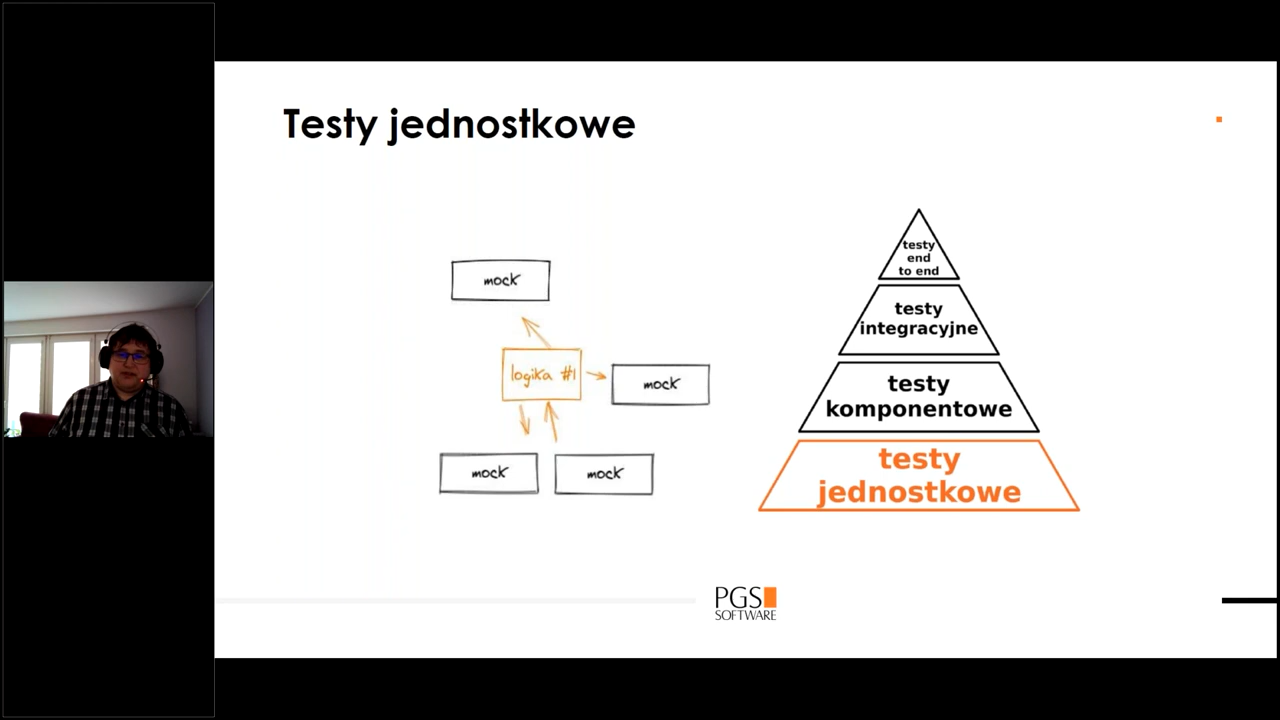 Testy jednostkowe
mock
logika #1
mock
mock
mock
testy
end
to end
testy
integracyjne
testy
komponentowe
testy
jednostkowe
PGS
SOFTWARE